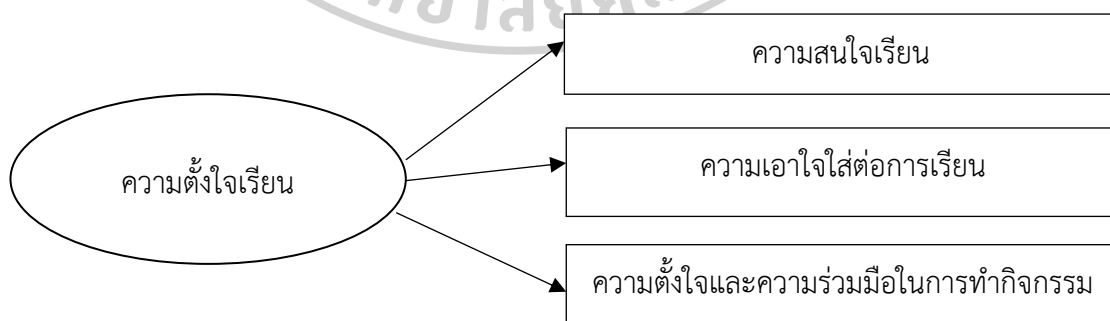 ความสนใจเรียน
ความตั้งใจเรียน
ความเอาใจใส่ต่อการเรียน
ความตั้งใจและความร่วมมือในการทำกิจกรรม